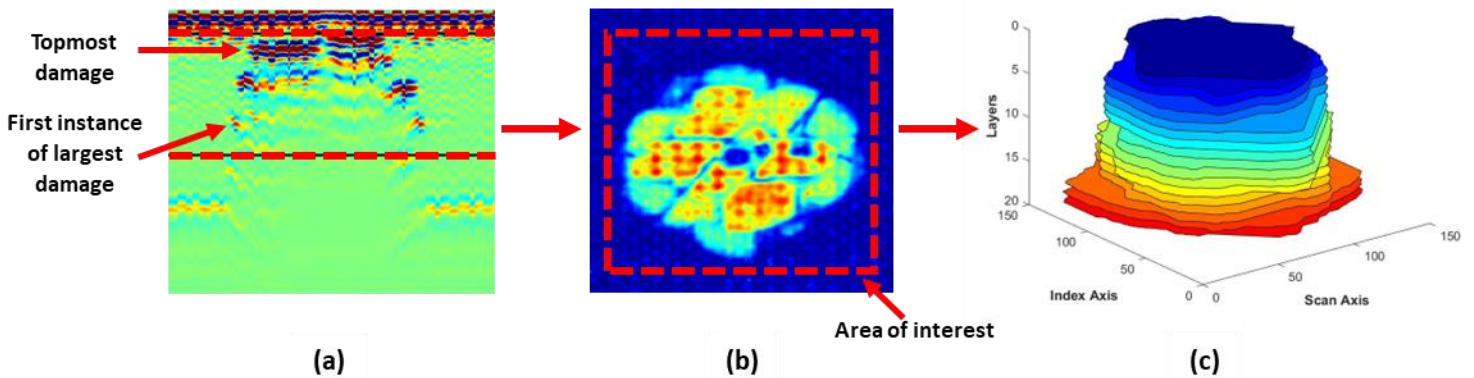 Topmost
damage
First instance
of largest
damage
(a)
Area of interest
(b)
0
5
10
15
20
Layers
150
100
50
0
Index Axis
0
50
100
150
Scan Axis
(c)